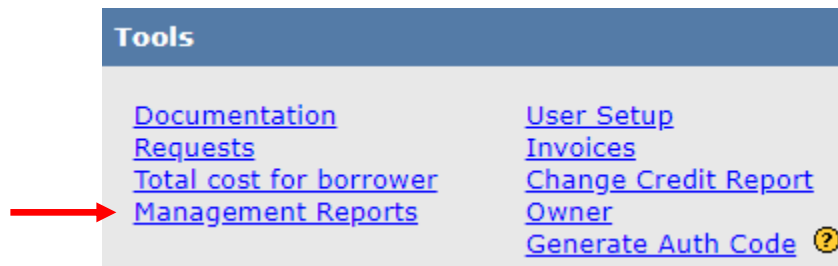 Tools
Documentation
Requests
Total cost for borrower
Management Reports
User Setup
Invoices
Change Credit Report
Owner
Generate Auth Code ?